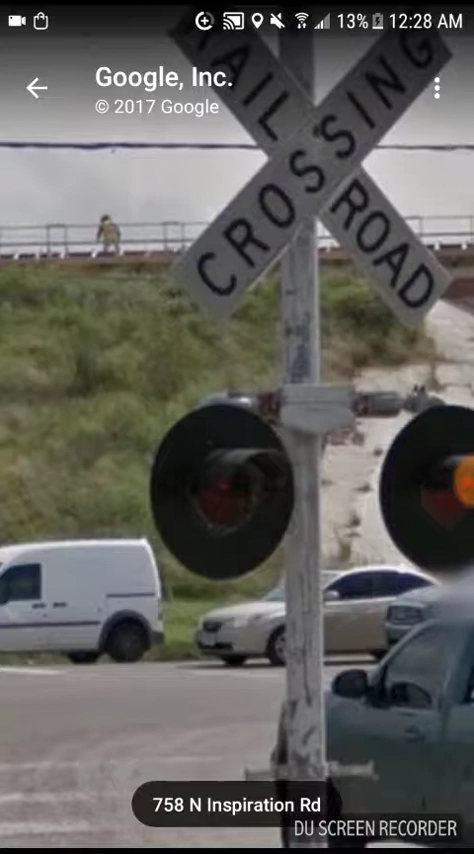 13% 12:28 AM
Google, Inc.
© 2017 Google
RAIL ROAD
CROSSING
758 N Inspiration Rd
DU SCREEN RECORDER